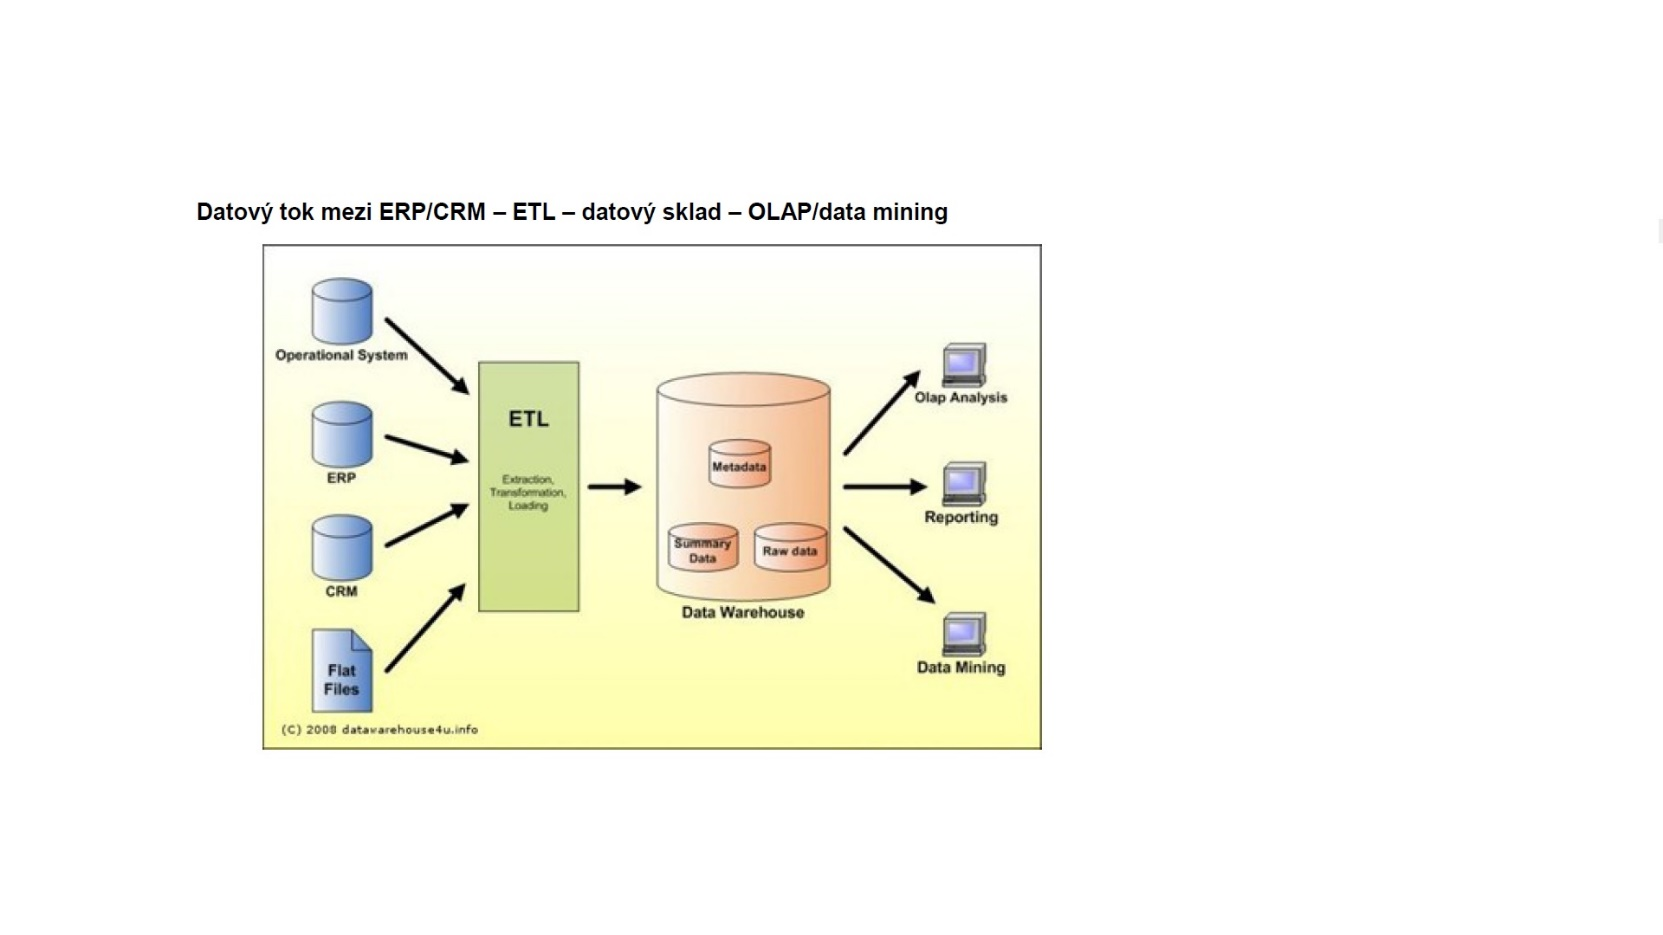 Datový tok mezi ERP/CRM – ETL – datový sklad – OLAP/data mining
Operational System
ERP
CRM
Flat
Files
ETL
Extraction,
Transformation,
Loading
Metadata
Summary
Data
Raw data
Data Warehouse
Olap Analysis
Reporting
Data Mining
(C) 2008 datawarehouse4u.info